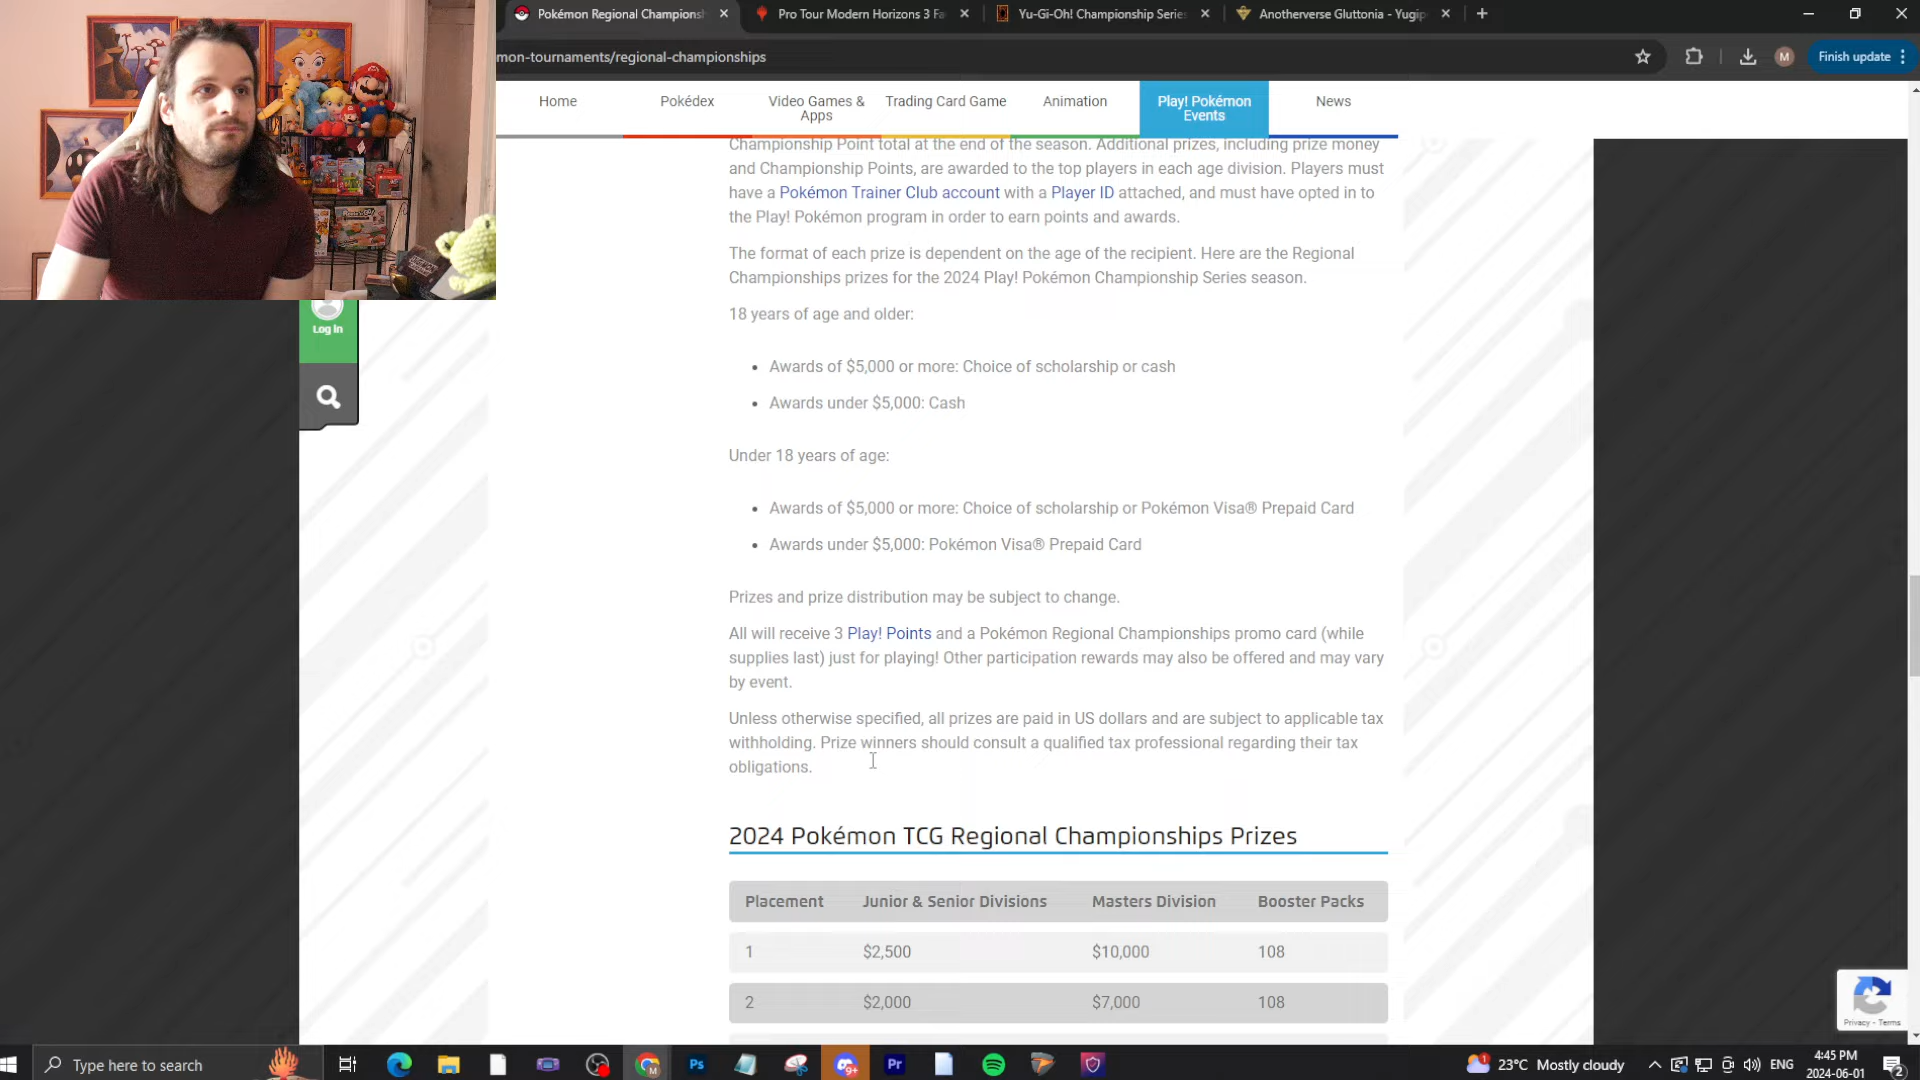 Pokémon Regional Championsh
Pro Tour Modern Horizons 3 Fa
Yu-Gi-Oh! Championship Series
Anotherverse Gluttonia - Yugip
mon-tournaments/regional-championships
Finish update
Home
Pokédex
Video Games &
Apps
Trading Card Game
Animation
Play! Pokémon
Events
News
Championship Point total at the end of the season. Additional prizes, including prize money
and Championship Points, are awarded to the top players in each age division. Players must
have a Pokémon Trainer Club account with a Player ID attached, and must have opted in to
the Play! Pokémon program in order to earn points and awards.
The format of each prize is dependent on the age of the recipient. Here are the Regional
Championships prizes for the 2024 Play! Pokémon Championship Series season.
18 years of age and older:
• Awards of $5,000 or more: Choice of scholarship or cash
• Awards under $5,000: Cash
Under 18 years of age:
• Awards of $5,000 or more: Choice of scholarship or Pokémon Visa® Prepaid Card
• Awards under $5,000: Pokémon Visa® Prepaid Card
Prizes and prize distribution may be subject to change.
All will receive 3 Play! Points and a Pokémon Regional Championships promo card (while
supplies last) just for playing! Other participation rewards may also be offered and may vary
by event.
Unless otherwise specified, all prizes are paid in US dollars and are subject to applicable tax
withholding. Prize winners should consult a qualified tax professional regarding their tax
obligations.
2024 Pokémon TCG Regional Championships Prizes
Placement Junior & Senior Divisions Masters Division Booster Packs
1 $2,500 $10,000 108
2 $2,000 $7,000 108
Log In
Privacy - Terms
Type here to search
Ps
9+
Pr
1
23°C Mostly cloudy
ENG
4:45 PM
2024-06-01
2